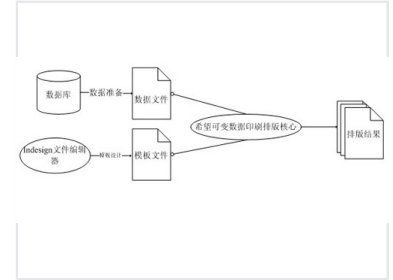 数据库
数据准备
数据文件
希望可变数据印刷排版核心
排版结果
Indesign文件编辑
器
模板设计
模板文件